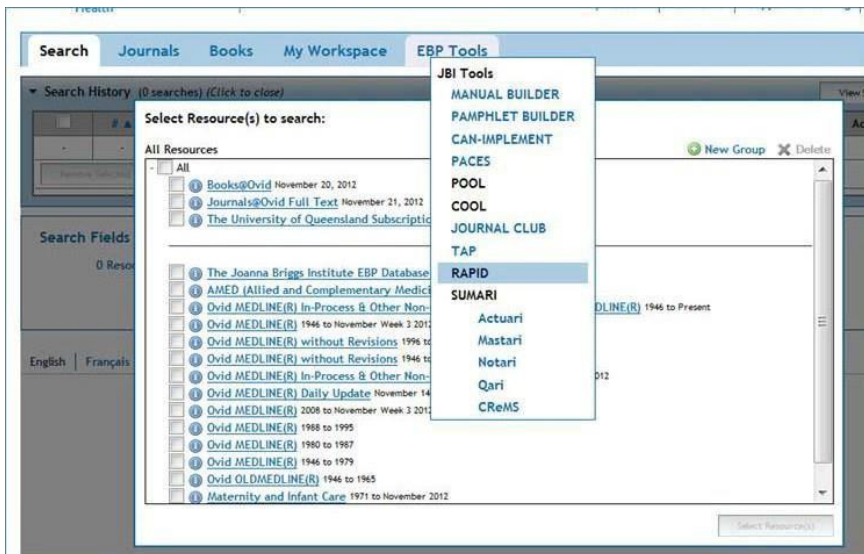 Health
Search
Journals
Books
My Workspace
EBP Tools
Search History (0 searches) (Click to close)
View
# ▲
Ac
Remove Selected
Search Fields
0 Reso
English | Français
Select Resource(s) to search:
All Resources
New Group
Delete
All
Books@Ovid November 20, 2012
Journals@Ovid Full Text November 21, 2012
The University of Queensland Subscriptio
The Joanna Briggs Institute EBP Database
AMED (Allied and Complementary Medici
Ovid MEDLINE(R) In-Process & Other Non- DLINE(R) 1946 to Present
Ovid MEDLINE(R) 1946 to November Week 3 2012
Ovid MEDLINE(R) without Revisions 1996 to
Ovid MEDLINE(R) without Revisions 1946 to
Ovid MEDLINE(R) In-Process & Other Non- 012
Ovid MEDLINE(R) Daily Update November 14
Ovid MEDLINE(R) 2008 to November Week 3 2012
Ovid MEDLINE(R) 1988 to 1995
Ovid MEDLINE(R) 1980 to 1987
Ovid MEDLINE(R) 1946 to 1979
Ovid OLDMEDLINE(R) 1946 to 1965
Maternity and Infant Care 1971 to November 2012
Select Resource(s)
JBI Tools
MANUAL BUILDER
PAMPHLET BUILDER
CAN-IMPLEMENT
PACES
POOL
COOL
JOURNAL CLUB
TAP
RAPID
SUMARI
Actuari
Mastari
Notari
Qari
CReMS